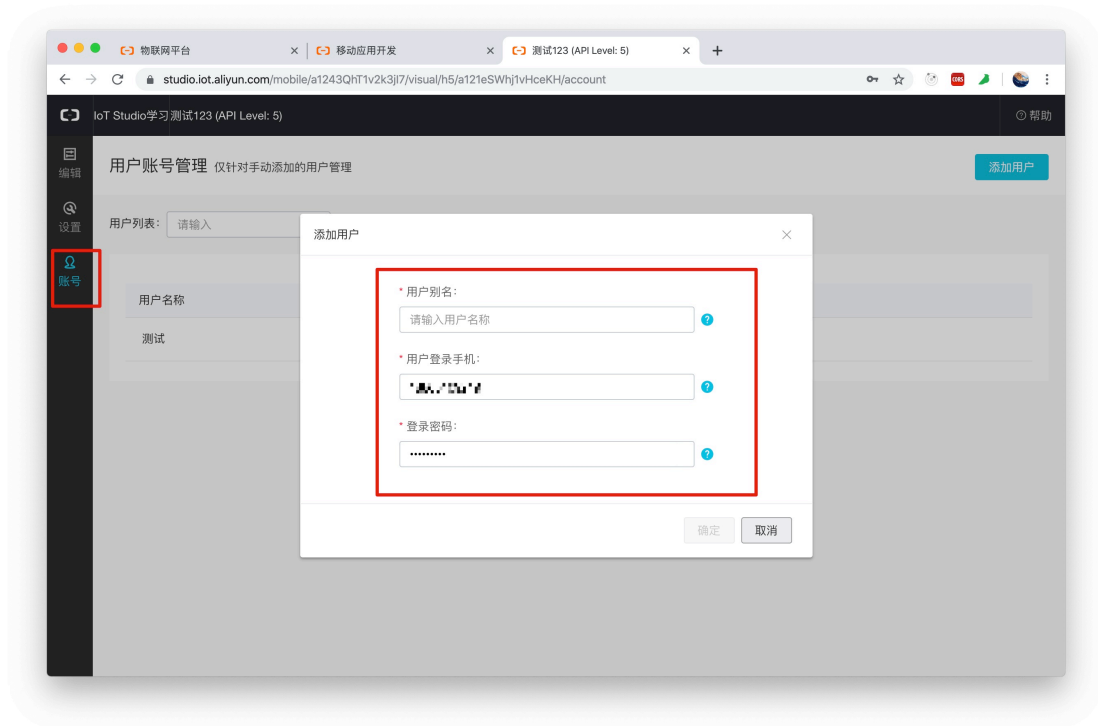 物联网平台
移动应用开发
测试123 (API Level: 5)
studio.iot.aliyun.com/mobile/a1243QhT1v2k3jl7/visual/h5/a121eSWhj1vHceKH/account
CORS
IoT Studio学习
测试123 (API Level: 5)
帮助
编辑
设置
账号
用户账号管理 仅针对手动添加的用户管理
添加用户
用户列表: 请输入
用户名称
测试
添加用户
* 用户别名:
请输入用户名称
* 用户登录手机:
* 登录密码:
•••••••••
确定
取消